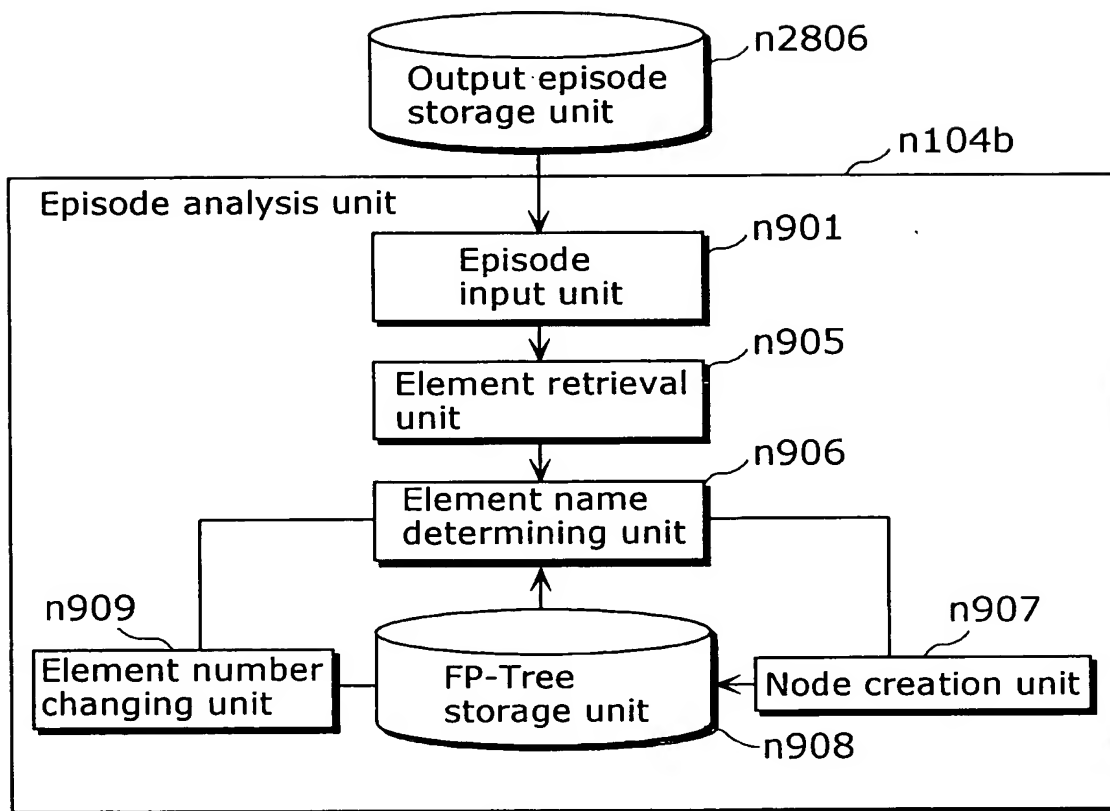 n2806
Output episode
storage unit
n104b
Episode analysis unit
n901
Episode
input unit
n905
Element retrieval
unit
n906
Element name
determining unit
n909
n907
Element number
changing unit
FP-Tree
storage unit
Node creation unit
n908